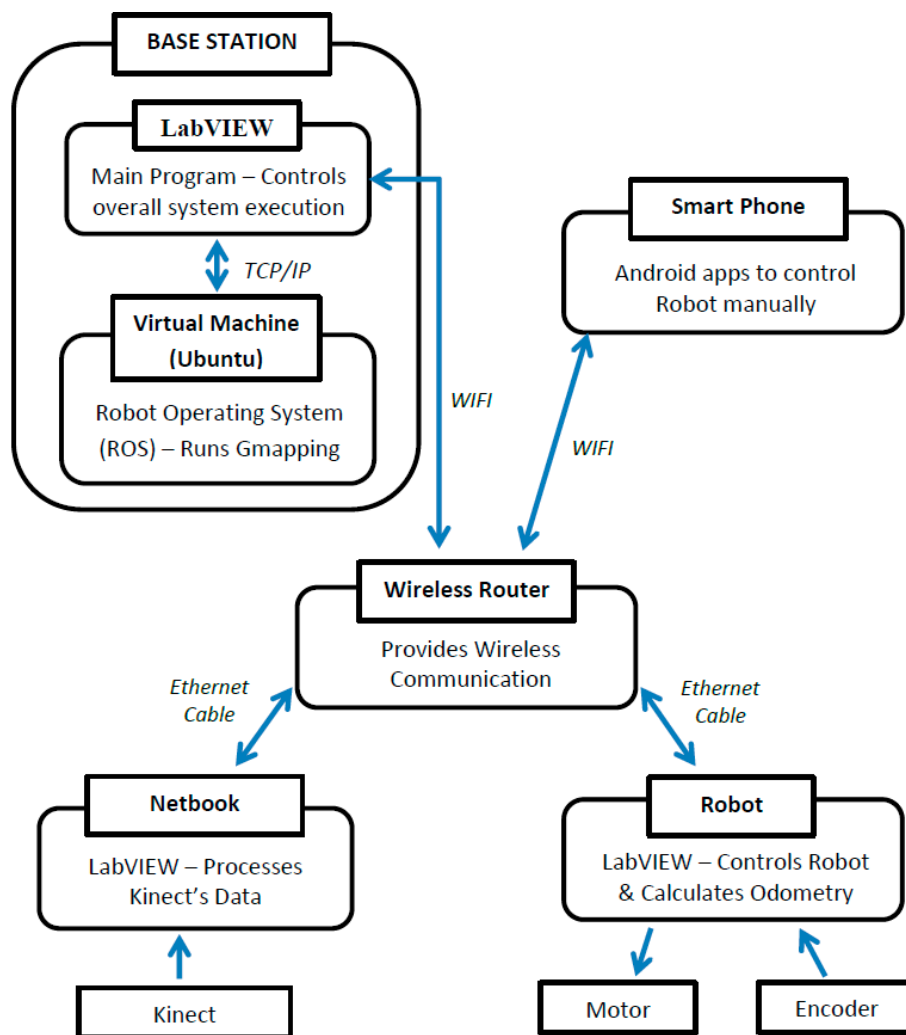 BASE STATION
LabVIEW
Main Program – Controls
overall system execution
TCP/IP
Virtual Machine
(Ubuntu)
Robot Operating System
(ROS) – Runs Gmapping
WIFI
Smart Phone
Android apps to control
Robot manually
WIFI
Wireless Router
Provides Wireless
Communication
Ethernet
Cable
Ethernet
Cable
Netbook
LabVIEW – Processes
Kinect’s Data
Kinect
Robot
LabVIEW – Controls Robot
& Calculates Odometry
Motor
Encoder